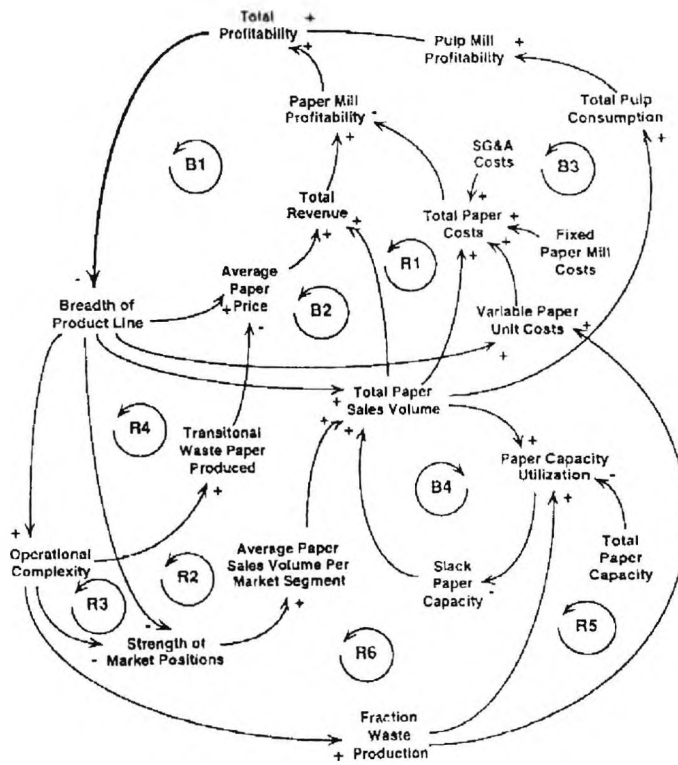 Total
Profitability
+
+
Pulp Mill
Profitability
+
Paper Mill
Profitability
-
+
Total Pulp
Consumption
+
SG&A
Costs
B1
B3
Total
Revenue
+
+
+
Total Paper
Costs
+
+
+
Fixed
Paper Mill
Costs
R1
-
Breadth of
Product Line
Average
Paper
Price
+
-
B2
Variable Paper
Unit Costs
+
+
Total Paper
Sales Volume
+
+
+
R4
Transitonal
Waste Paper
Produced
+
+
Paper Capacity
Utilization
-
+
B4
+
Operational
Complexity
R2
Average Paper
Sales Volume Per
Market Segment
+
Slack
Paper
Capacity
-
Total
Paper
Capacity
R3
-
-
Strength of
Market Positions
R6
R5
Fraction
Waste
Production
+